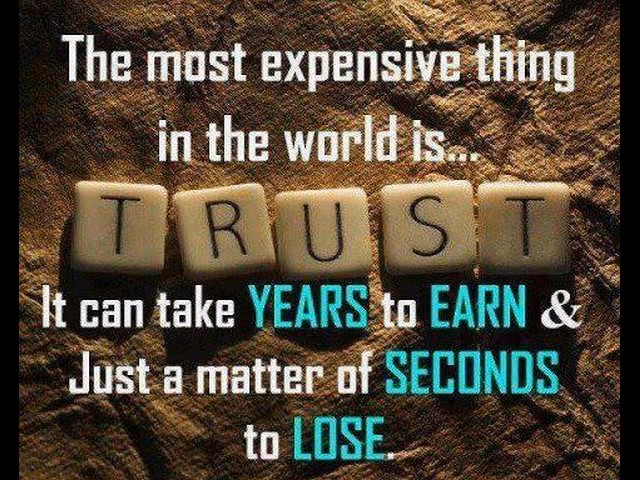 The most expensive thing
in the world is...
TRUST
It can take YEARS to EARN &
Just a matter of SECONDS
to LOSE.